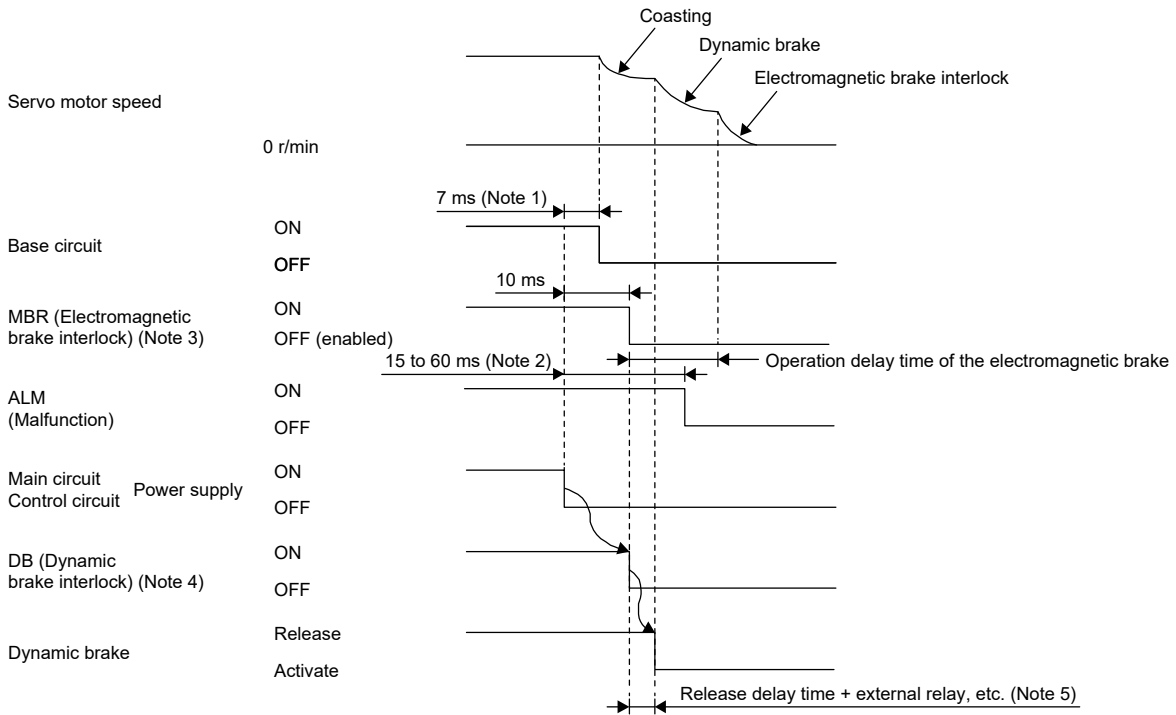 Coasting
Dynamic brake
Electromagnetic brake interlock
Servo motor speed
0 r/min
7 ms (Note 1)
ON
Base circuit
OFF
10 ms
ON
MBR (Electromagnetic
brake interlock) (Note 3)
OFF (enabled)
Operation delay time of the electromagnetic brake
15 to 60 ms (Note 2)
ON
ALM
(Malfunction)
OFF
ON
Main circuit
Control circuit
Power supply
OFF
ON
DB (Dynamic
brake interlock) (Note 4)
OFF
Release
Dynamic brake
Activate
Release delay time + external relay, etc. (Note 5)